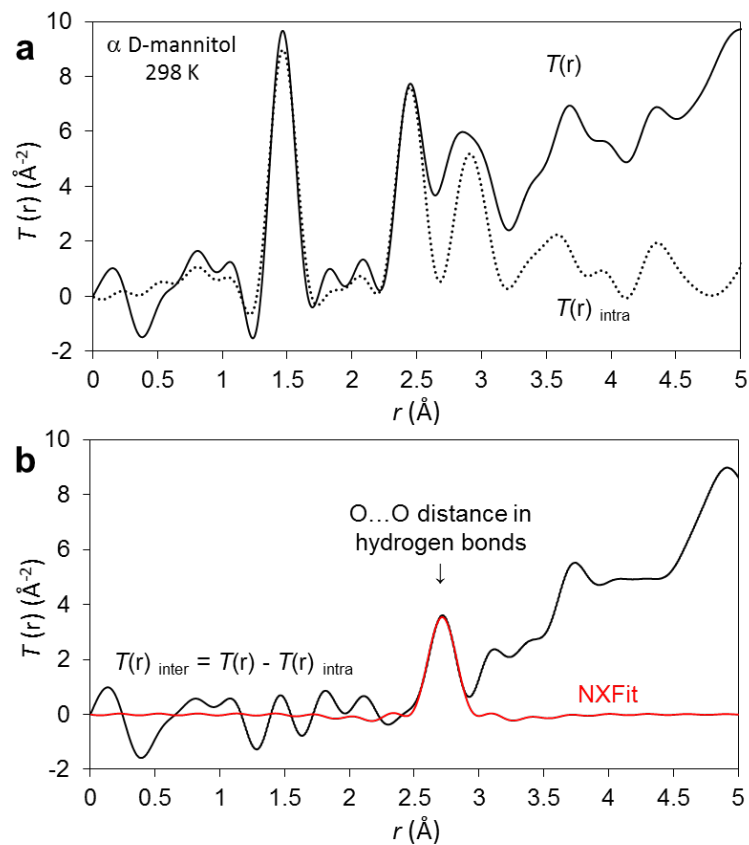 a
α D-mannitol
298 K
T(r)
T(r) intra
T (r) (Å-2)
10
8
6
4
2
0
-2
0 0.5 1 1.5 2 2.5 3 3.5 4 4.5 5
r (Å)
b
O…O distance in
hydrogen bonds
↓
T(r) inter = T(r) - T(r) intra
NXFit
T (r) (Å-2)
10
8
6
4
2
0
-2
0 0.5 1 1.5 2 2.5 3 3.5 4 4.5 5
r (Å)